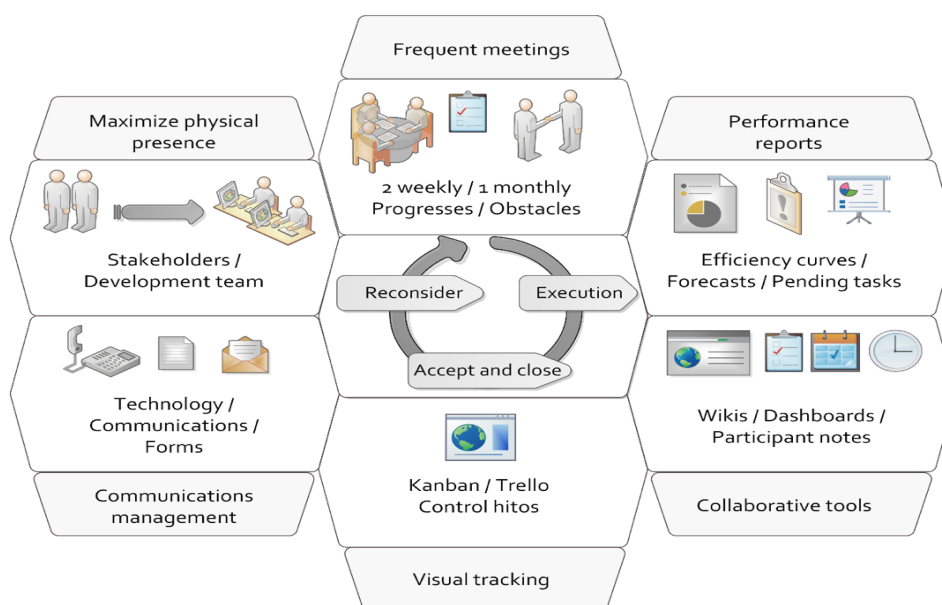 Frequent meetings
2 weekly / 1 monthly
Progresses / Obstacles
Maximize physical
presence
Stakeholders /
Development team
Performance
reports
Efficiency curves /
Forecasts / Pending tasks
Reconsider
Execution
Accept and close
Technology /
Communications /
Forms
Communications
management
Kanban / Trello
Control hitos
Visual tracking
Wikis / Dashboards /
Participant notes
Collaborative tools